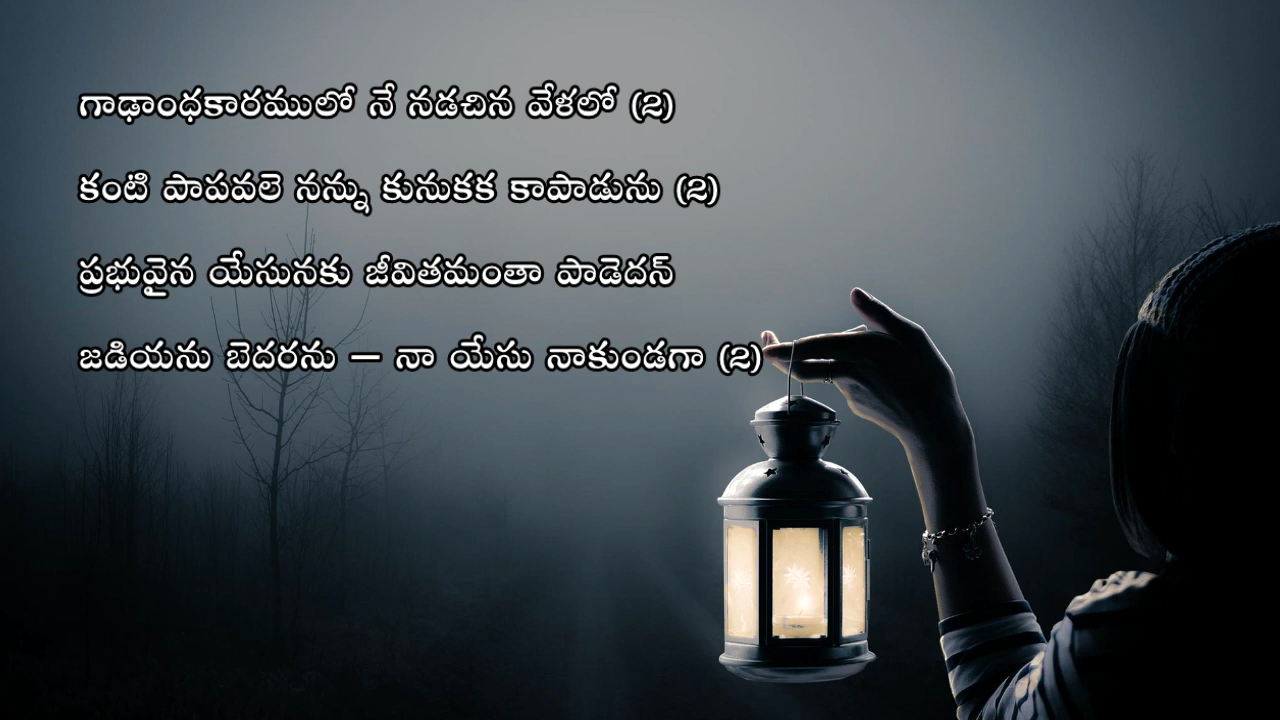 గాఢాంధకారములో నే నడచిన వేళలో (2)
కంటి పాపవలె నన్ను కునుకక కాపాడును (2)
ప్రభువైన యేసునకు జీవితమంతా పాడెదన్
జడియను బెదరను – నా యేసు నాకుండగా (2)